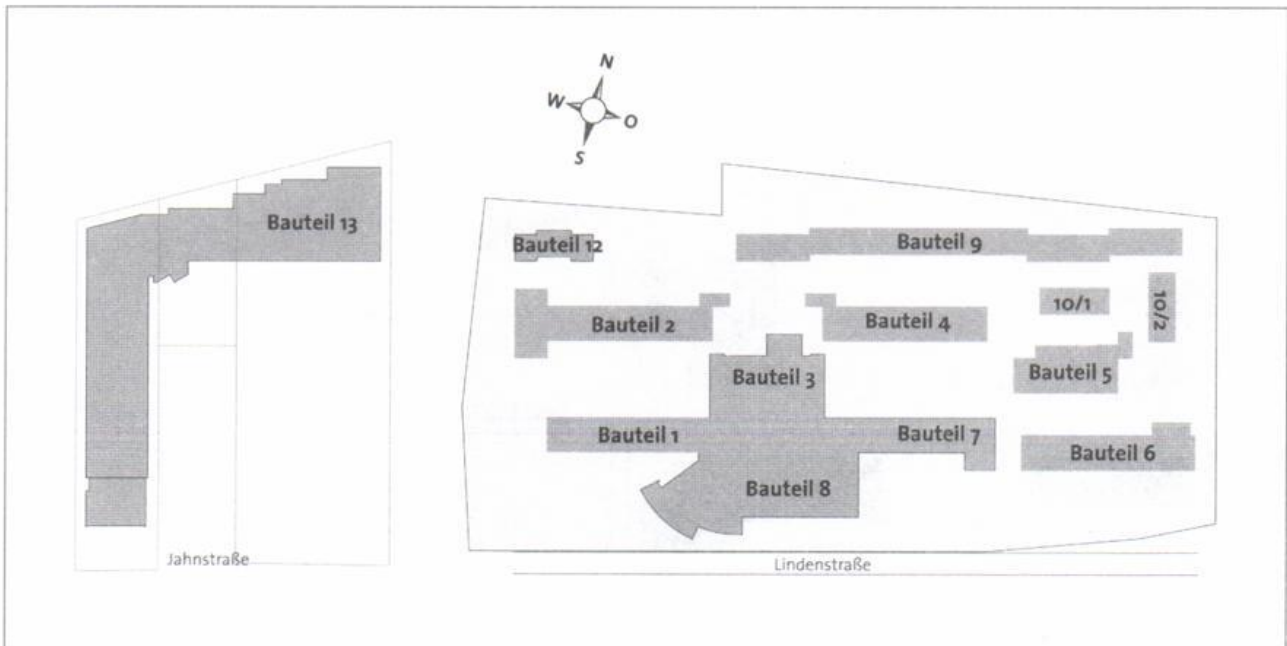 N
W
O
S
Bauteil 13
Bauteil 12
Bauteil 9
10/1
10/2
Bauteil 2
Bauteil 4
Bauteil 3
Bauteil 5
Bauteil 1
Bauteil 7
Bauteil 6
Bauteil 8
Jahnstraße
Lindenstraße